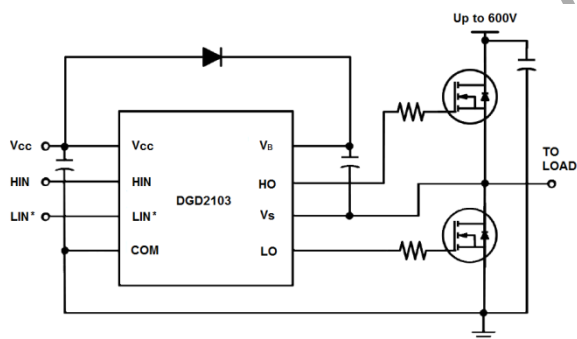 Up to 600V
Vcc
Vcc
VB
HIN
HIN
HO
TO
LOAD
DGD2103
LIN*
LIN*
Vs
COM
LO